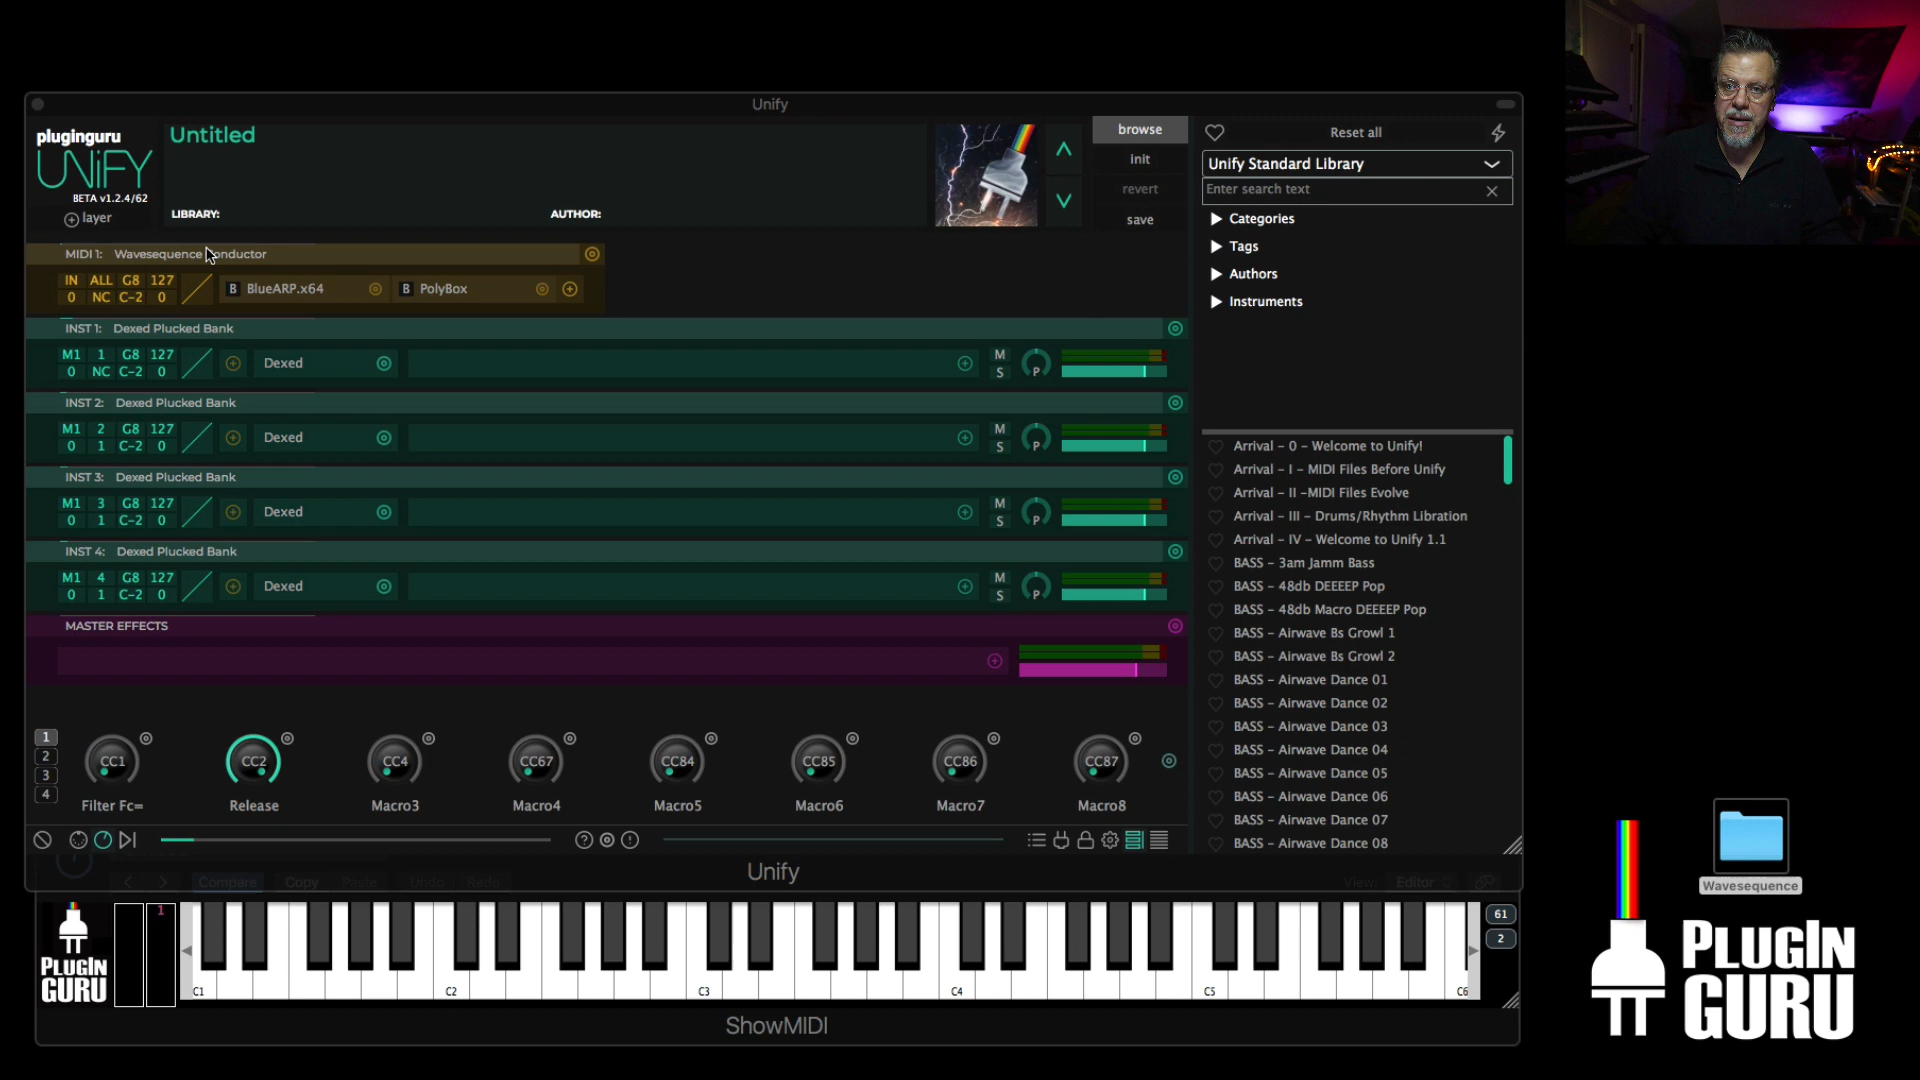 Unify
pluginguru
UNIFY
BETA v1.2.4/62
layer
Untitled
LIBRARY:
AUTHOR:
browse
init
revert
save
Reset all
Unify Standard Library
Enter search text
Categories
Tags
Authors
Instruments
MIDI 1: Wavesequence Conductor
IN ALL G8 127
0 NC C-2 0
B BlueARP.x64
B PolyBox
INST 1: Dexed Plucked Bank
M1 1 G8 127
0 NC C-2 0
Dexed
M
S
P
INST 2: Dexed Plucked Bank
M1 2 G8 127
0 1 C-2 0
Dexed
M
S
P
INST 3: Dexed Plucked Bank
M1 3 G8 127
0 1 C-2 0
Dexed
M
S
P
INST 4: Dexed Plucked Bank
M1 4 G8 127
0 1 C-2 0
Dexed
M
S
P
MASTER EFFECTS
Arrival - 0 - Welcome to Unify!
Arrival - I - MIDI Files Before Unify
Arrival - II -MIDI Files Evolve
Arrival - III - Drums/Rhythm Libration
Arrival - IV - Welcome to Unify 1.1
BASS - 3am Jamm Bass
BASS - 48db DEEEEP Pop
BASS - 48db Macro DEEEEP Pop
BASS - Airwave Bs Growl 1
BASS - Airwave Bs Growl 2
BASS - Airwave Dance 01
BASS - Airwave Dance 02
BASS - Airwave Dance 03
BASS - Airwave Dance 04
BASS - Airwave Dance 05
BASS - Airwave Dance 06
BASS - Airwave Dance 07
BASS - Airwave Dance 08
1
2
3
4
CC1
CC2
CC4
CC67
CC84
CC85
CC86
CC87
Filter Fc=
Release
Macro3
Macro4
Macro5
Macro6
Macro7
Macro8
Unify
Compare
Copy
Paste
Undo
Redo
View:
Editor
1
PLUGIN
GURU
C1
C2
C3
C4
C5
C6
61
2
ShowMIDI
Wavesequence
PLUGIN
GURU